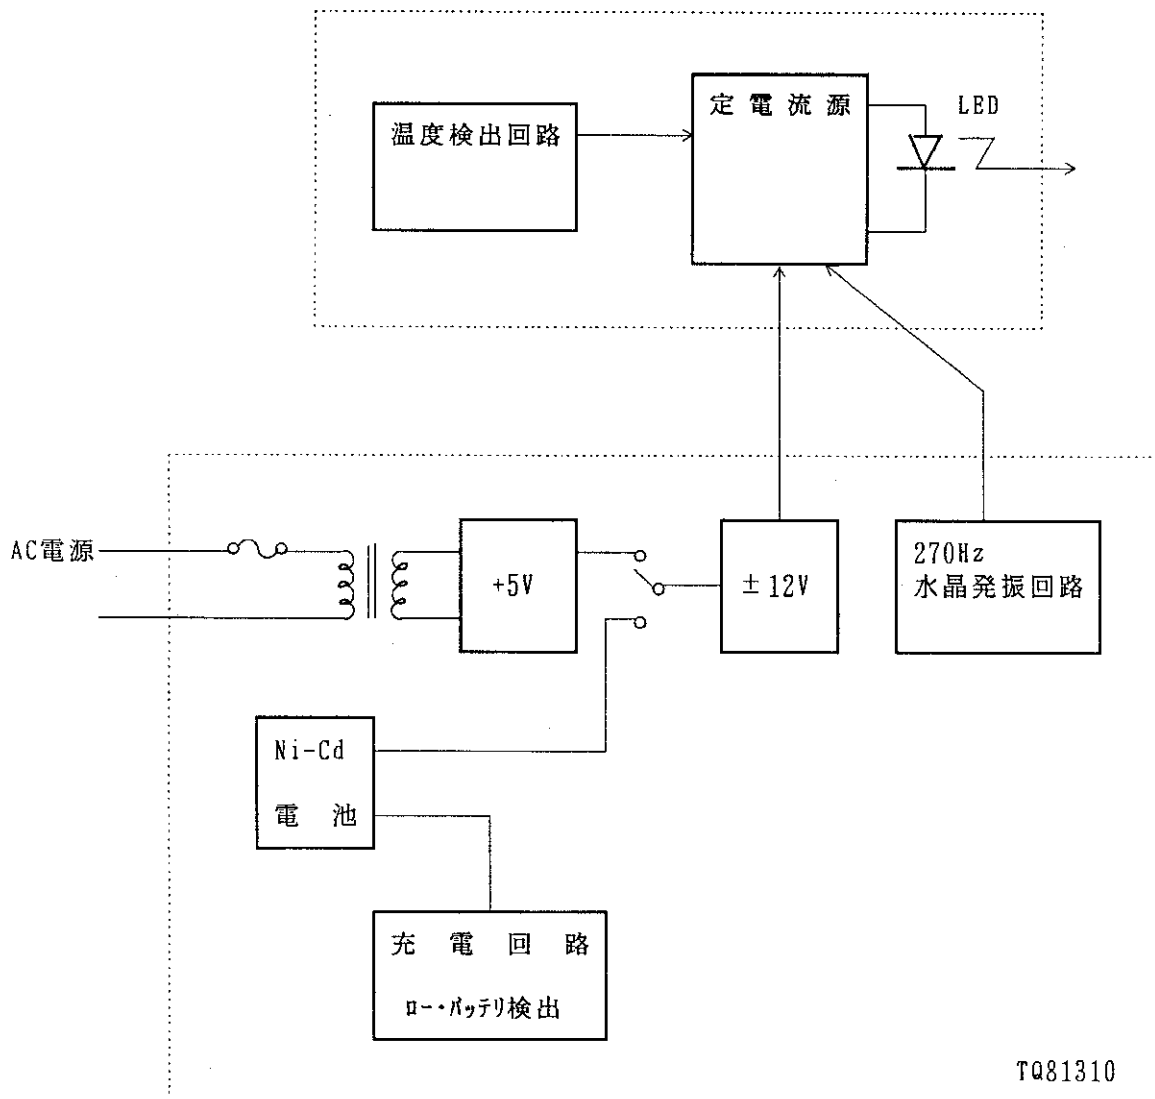 定電流源
LED
温度検出回路
AC電源
+5V
±12V
270Hz
水晶発振回路
Ni-Cd
電池
充電回路
ロー・バッテリ検出
TQ81310